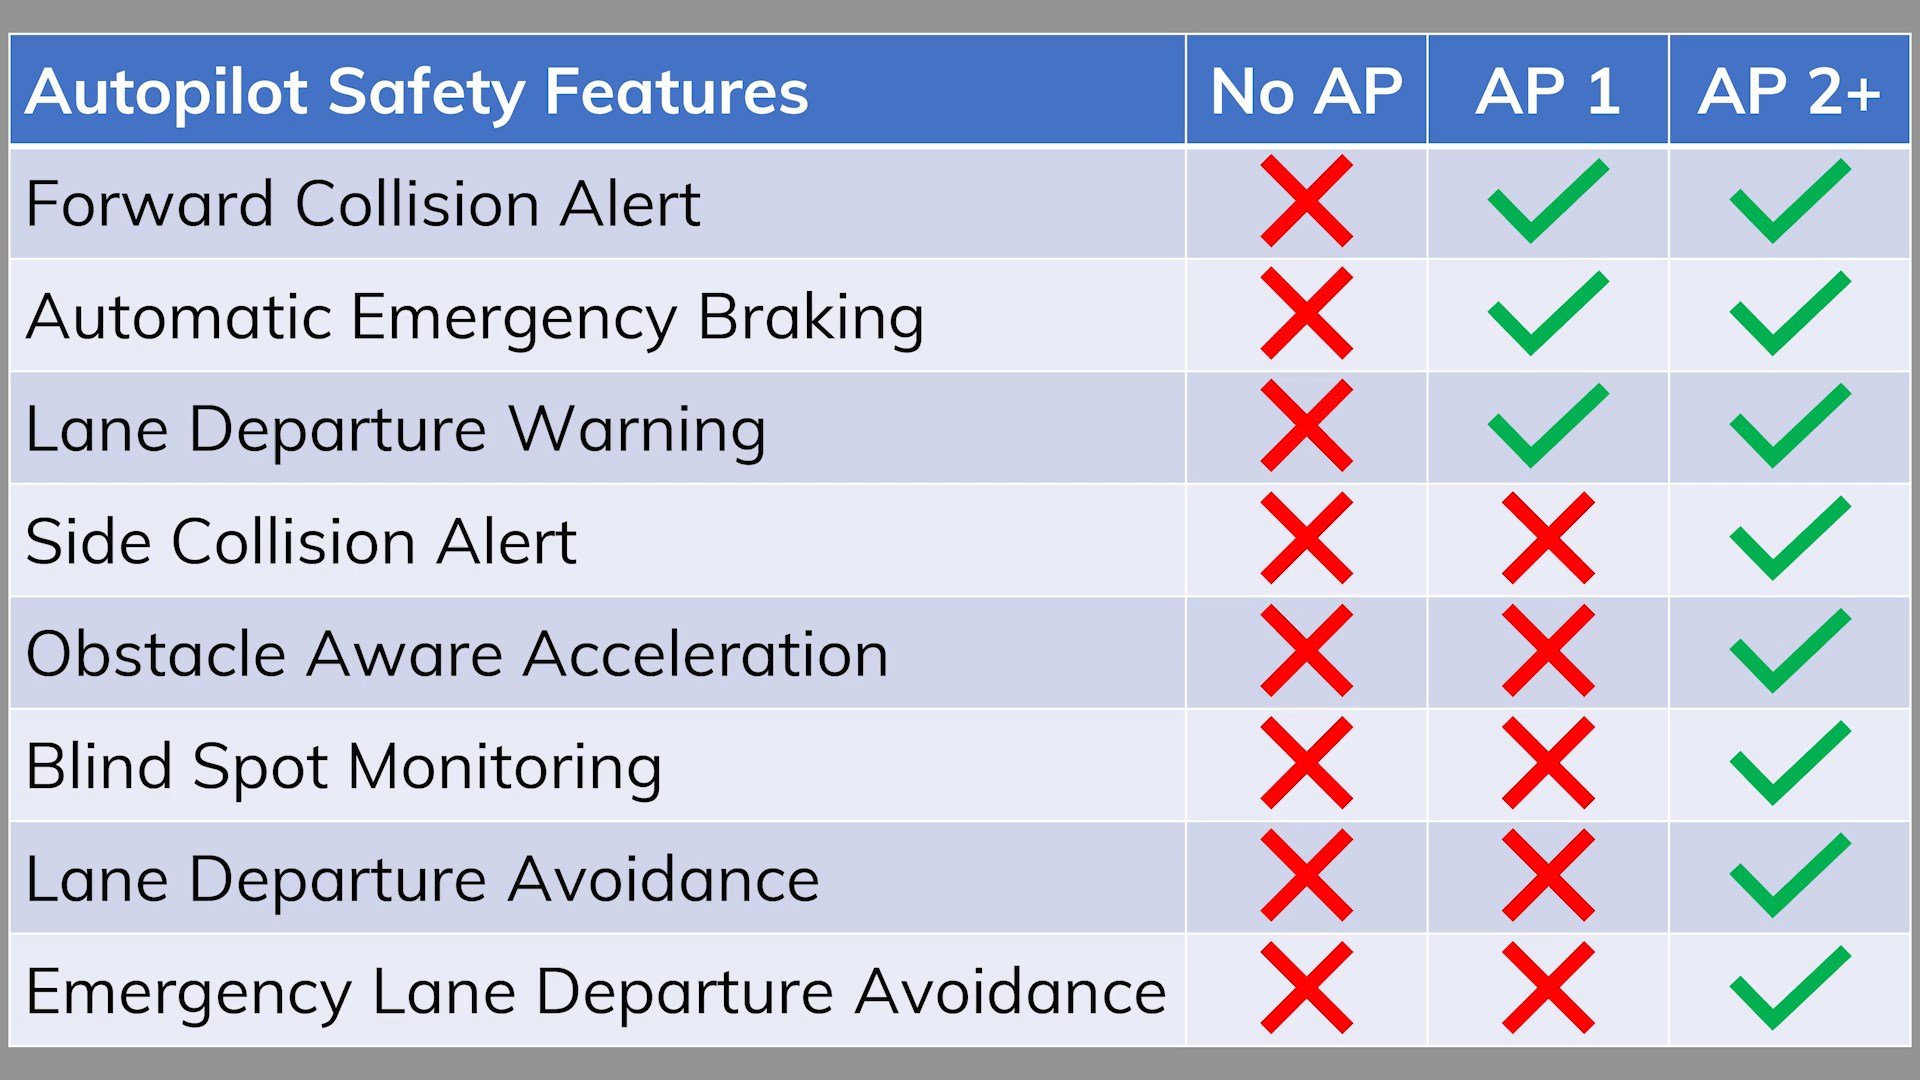 Autopilot Safety Features No AP AP 1 AP 2+
Forward Collision Alert
Automatic Emergency Braking
Lane Departure Warning
Side Collision Alert
Obstacle Aware Acceleration
Blind Spot Monitoring
Lane Departure Avoidance
Emergency Lane Departure Avoidance